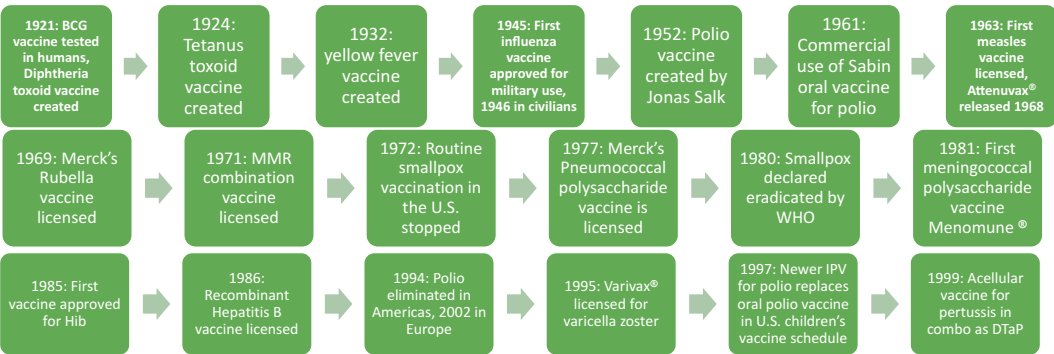 1921: BCG
vaccine tested
in humans,
Diphtheria
toxoid vaccine
created
1924:
Tetanus
toxoid
vaccine
created
1932:
yellow fever
vaccine
created
1945: First
influenza
vaccine
approved for
military use,
1946 in civilians
1952: Polio
vaccine
created by
Jonas Salk
1961:
Commercial
use of Sabin
oral vaccine
for polio
1963: First
measles
vaccine
licensed,
Attenuvax®
released 1968
1969: Merck's
Rubella
vaccine
licensed
1971: MMR
combination
vaccine
licensed
1972: Routine
smallpox
vaccination in
the U.S.
stopped
1977: Merck's
Pneumococcal
polysaccharide
vaccine is
licensed
1980: Smallpox
declared
eradicated by
WHO
1981: First
meningococcal
polysaccharide
vaccine
Menomune ®
1985: First
vaccine approved
for Hib
1986:
Recombinant
Hepatitis B
vaccine licensed
1994: Polio
eliminated in
Americas, 2002 in
Europe
1995: Varivax®
licensed for
varicella zoster
1997: Newer IPV
for polio replaces
oral polio vaccine
in U.S. children's
vaccine schedule
1999: Acellular
vaccine for
pertussis in
combo as DTaP